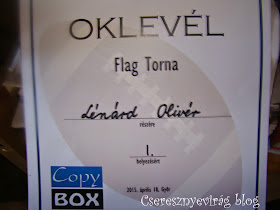 OKLEVÉL
Flag Torna
Lénárd Olivér
részére
I.
helyezésért
Copy
BOX
2015. április 18, Győr
Cseresznyevirág blog